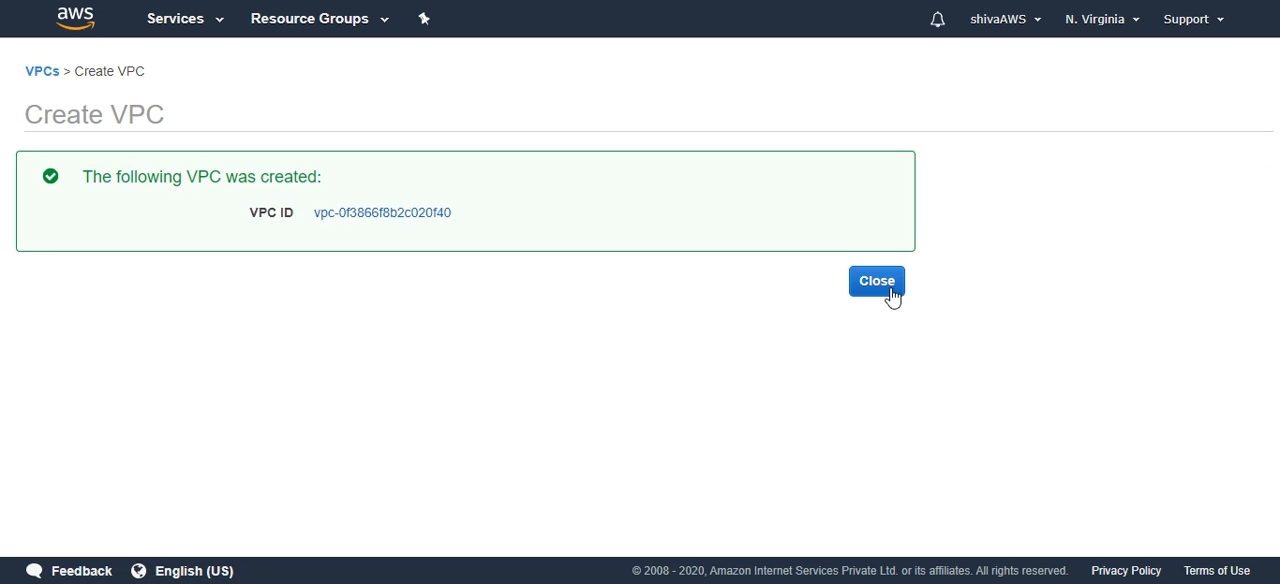 aws Services Resource Groups shivaAWS N. Virginia Support
VPCs > Create VPC
Create VPC
The following VPC was created:
VPC ID vpc-0f3866f8b2c020f40
Close
Feedback English (US) © 2008 - 2020, Amazon Internet Services Private Ltd. or its affiliates. All rights reserved. Privacy Policy Terms of Use